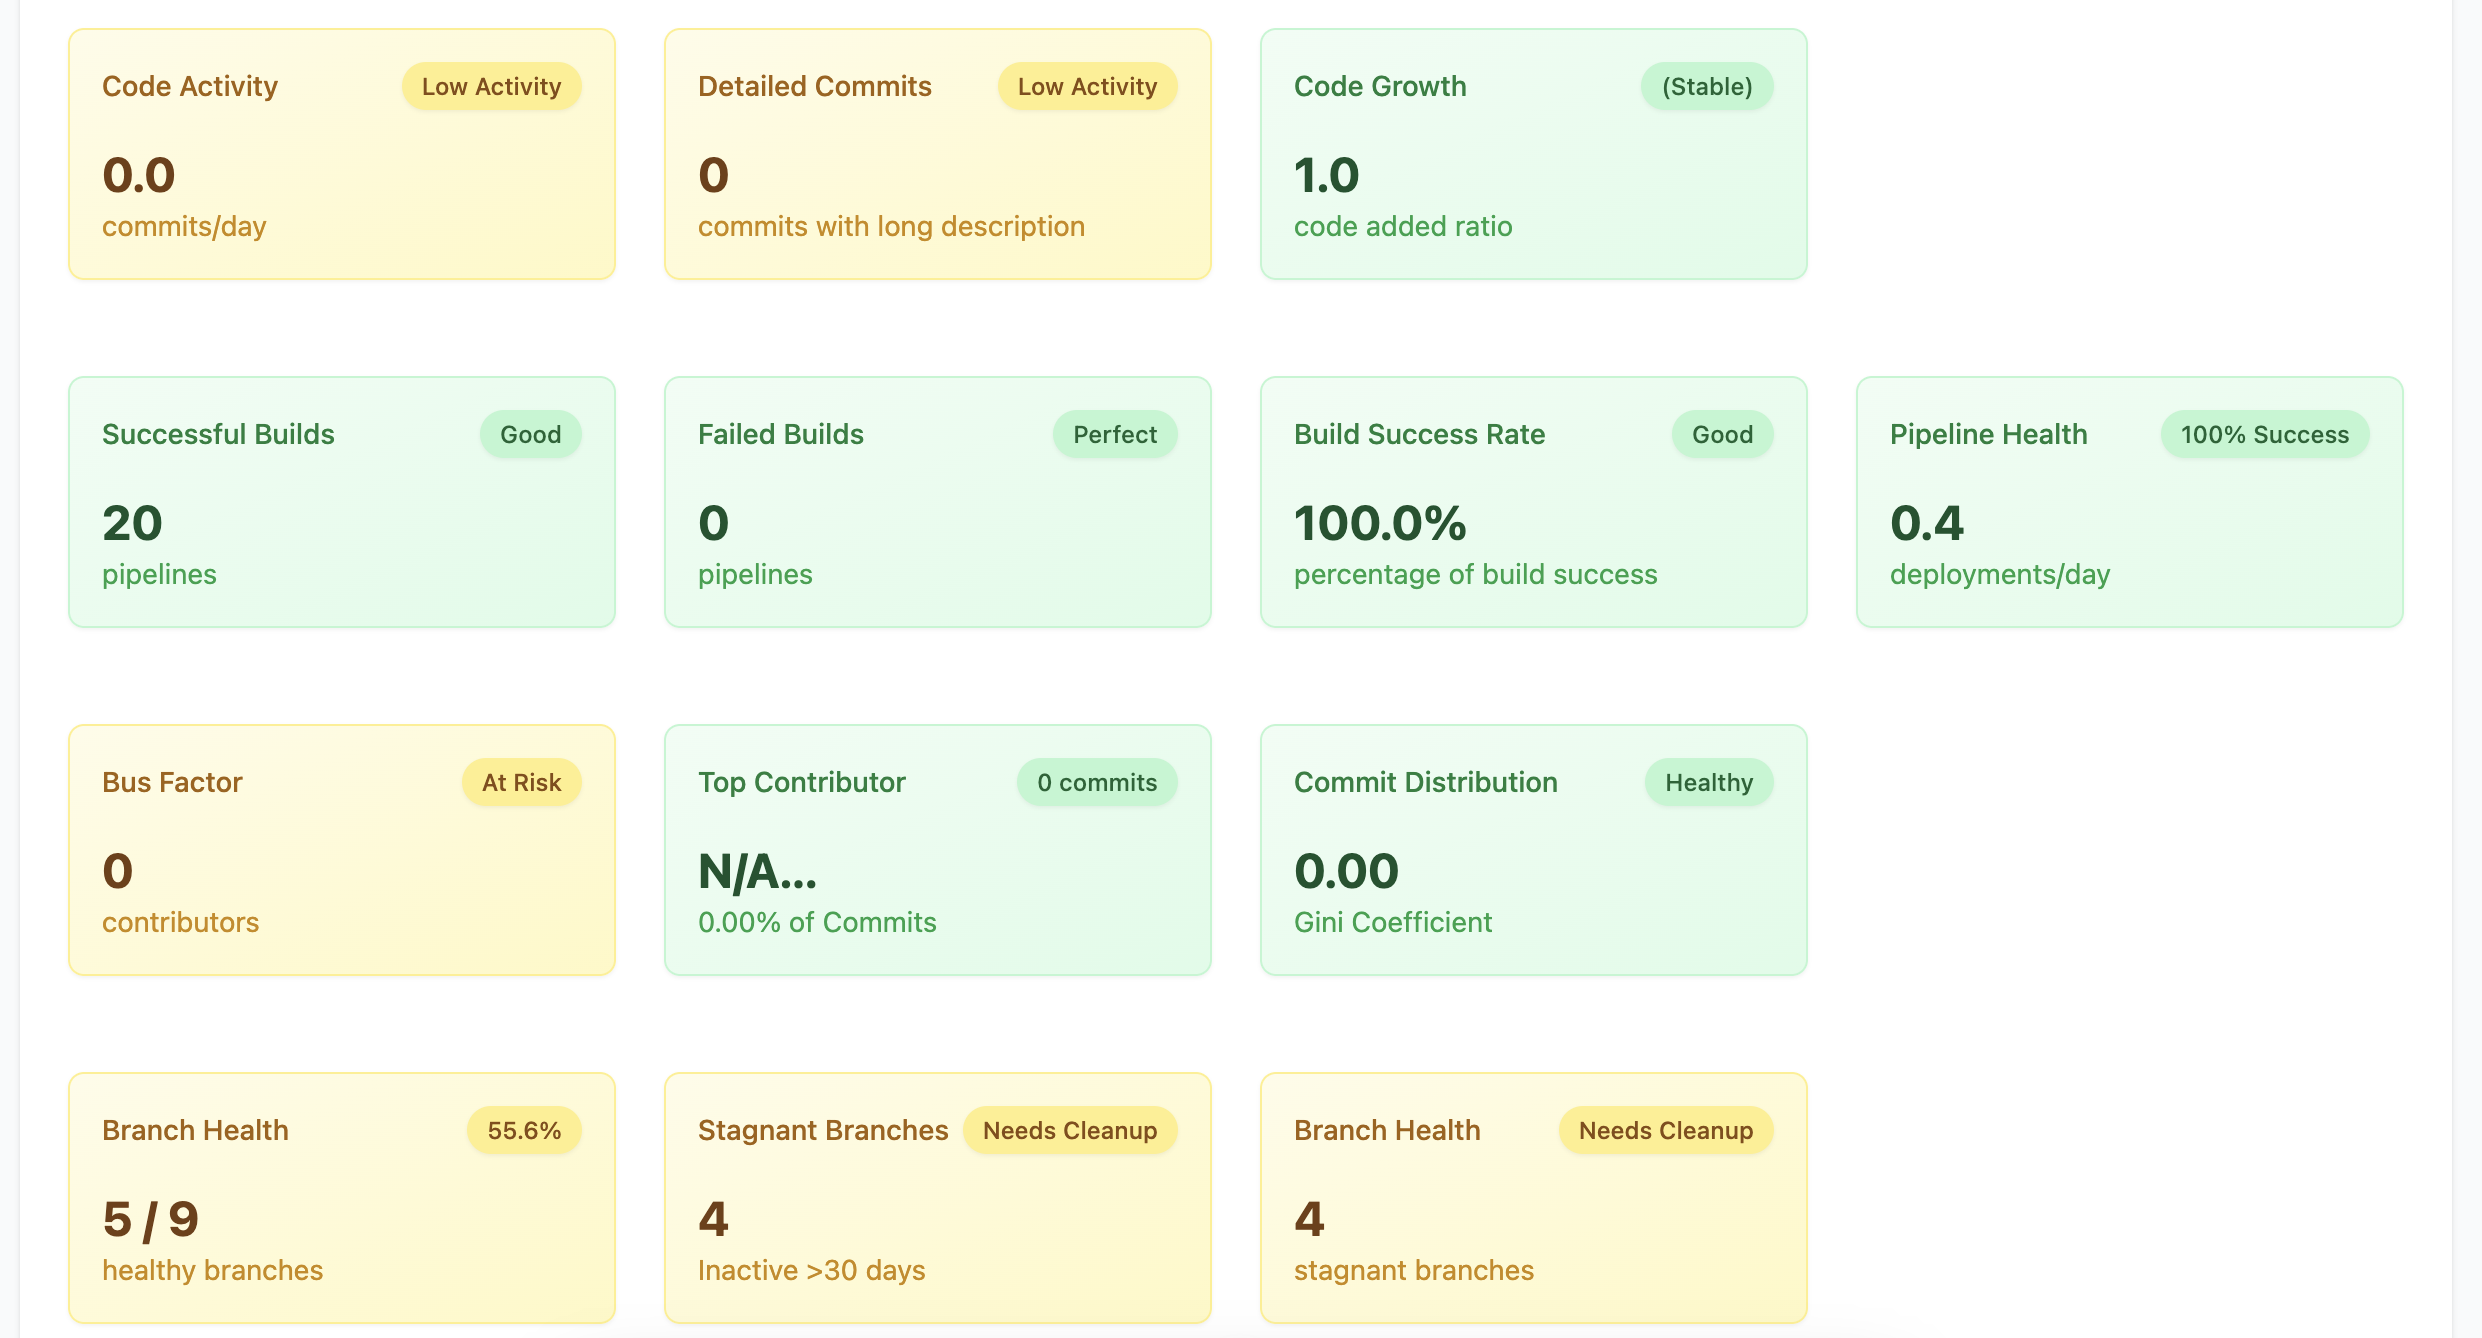 Code Activity
Low Activity
0.0
commits/day
Detailed Commits
Low Activity
0
commits with long description
Code Growth
(Stable)
1.0
code added ratio
Successful Builds
Good
20
pipelines
Failed Builds
Perfect
0
pipelines
Build Success Rate
Good
100.0%
percentage of build success
Pipeline Health
100% Success
0.4
deployments/day
Bus Factor
At Risk
0
contributors
Top Contributor
0 commits
N/A...
0.00% of Commits
Commit Distribution
Healthy
0.00
Gini Coefficient
Branch Health
55.6%
5 / 9
healthy branches
Stagnant Branches
Needs Cleanup
4
Inactive >30 days
Branch Health
Needs Cleanup
4
stagnant branches